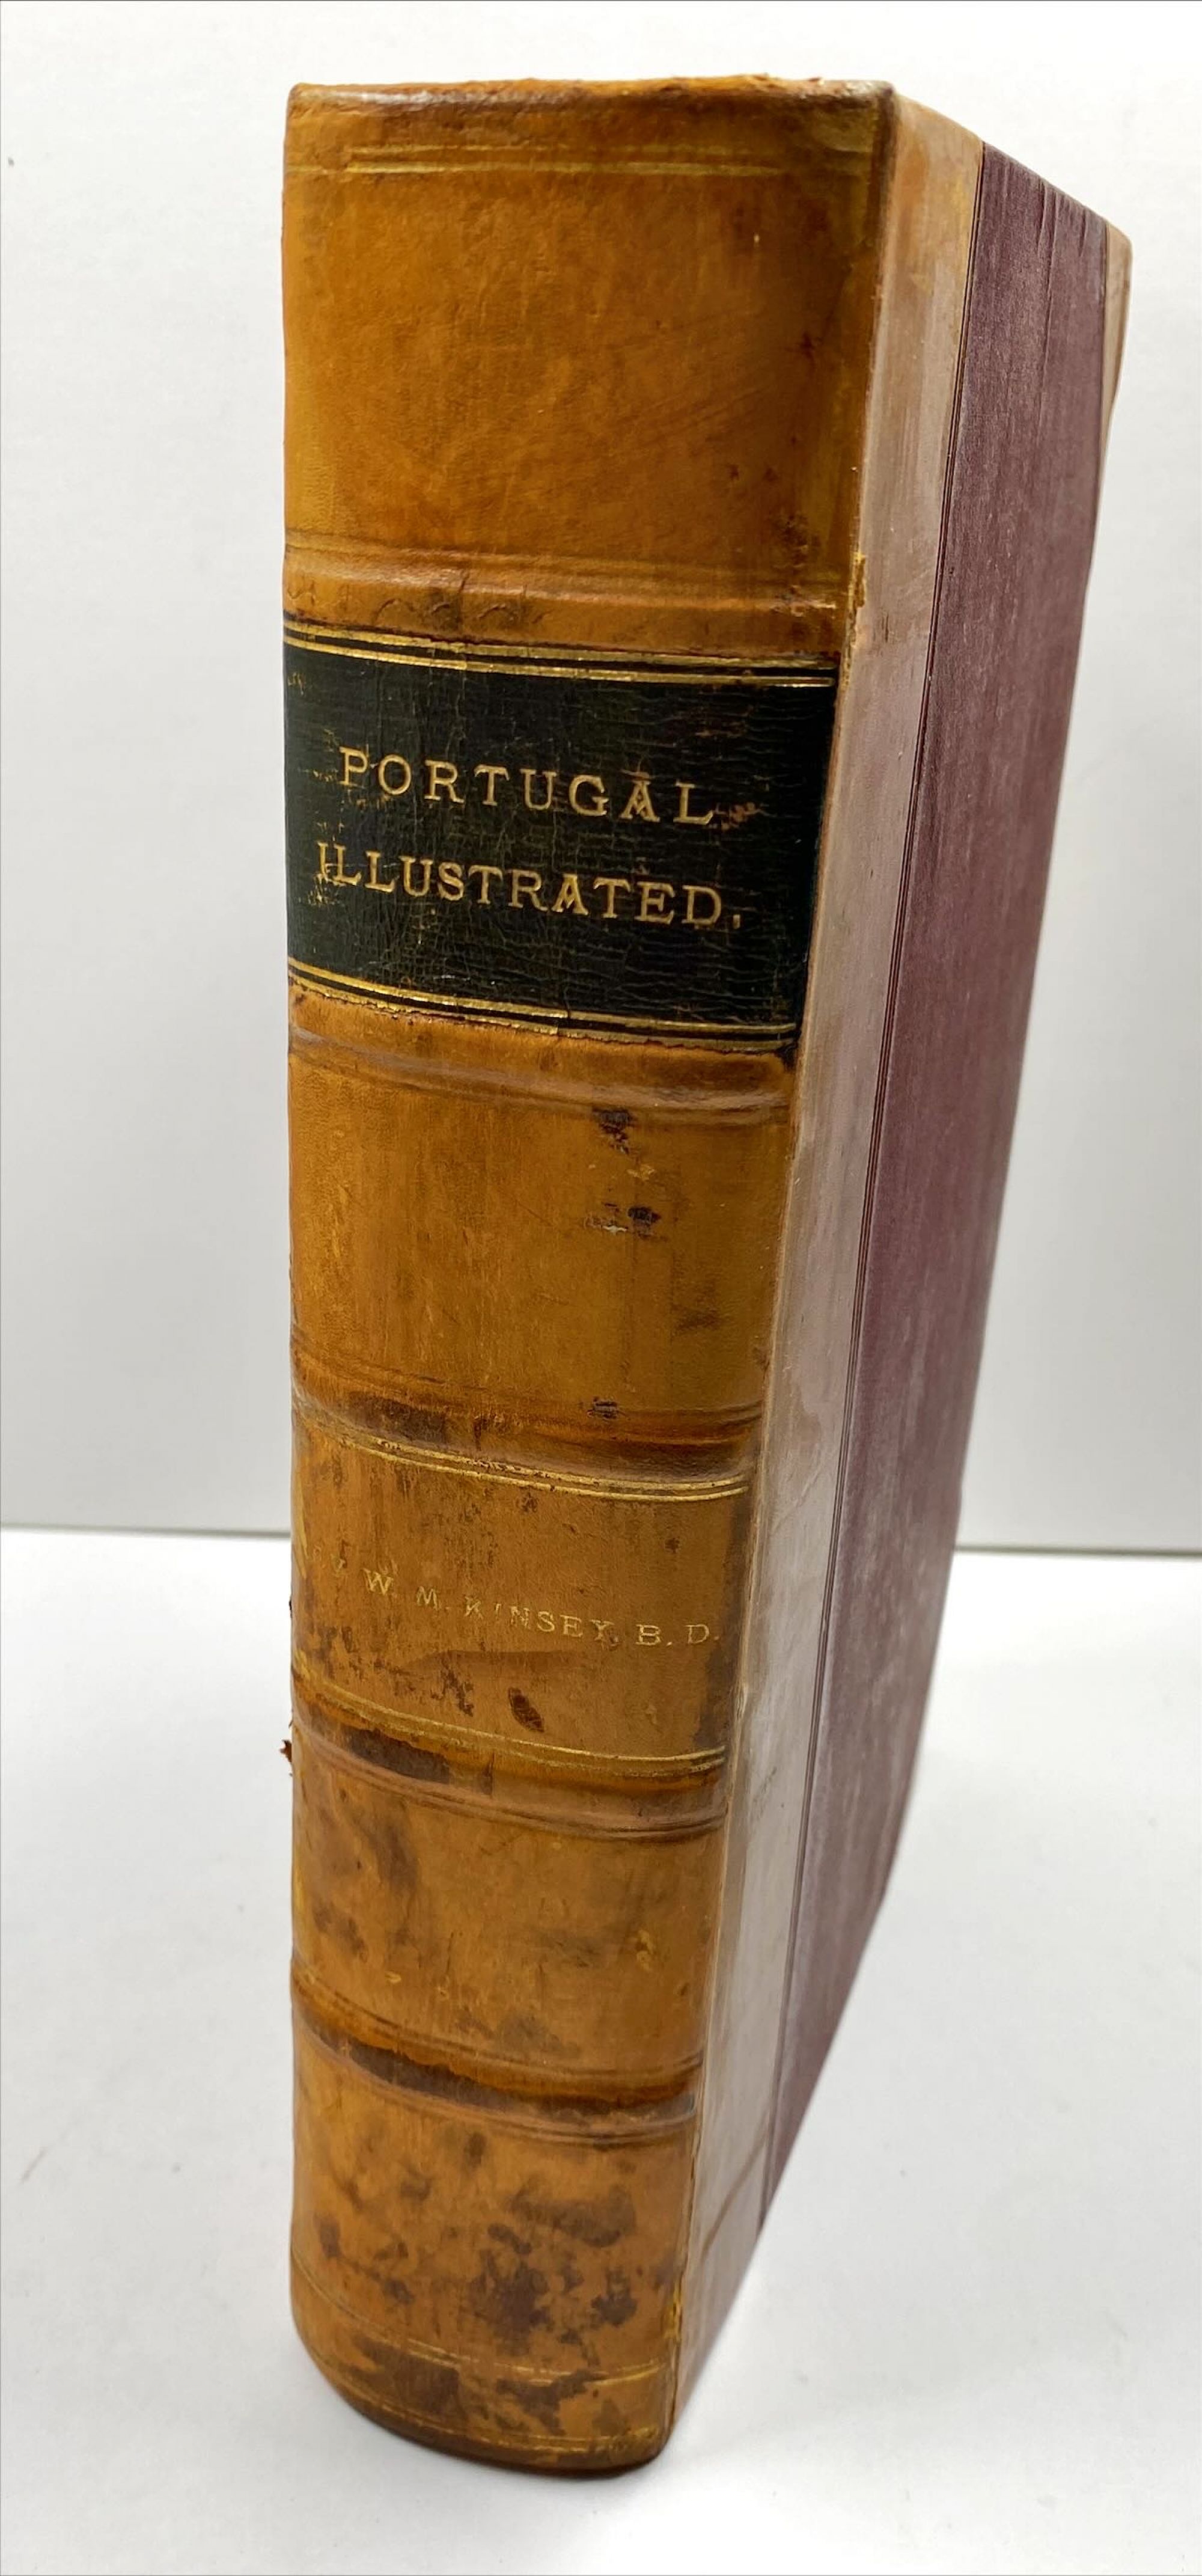 PORTUGAL
ILLUSTRATED.
W. M. KINSEY, B. D.